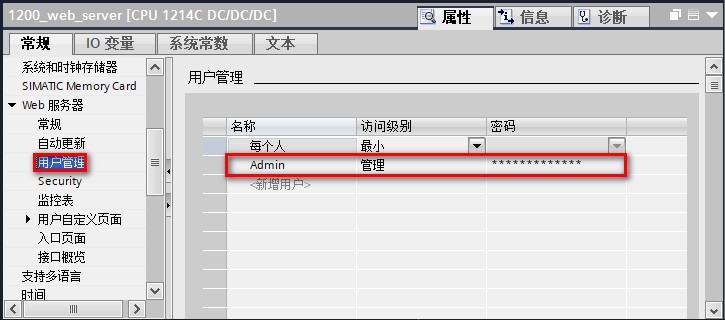 1200_web_server [CPU 1214C DC/DC/DC]
属性 信息 诊断
常规 IO 变量 系统常数 文本
系统和时钟存储器
SIMATIC Memory Card
Web 服务器
常规
自动更新
用户管理
Security
监控表
用户自定义页面
入口页面
接口概览
支持多语言
时间
用户管理
名称 访问级别 密码
每个人 最小
Admin 管理 *************
<新增用户>